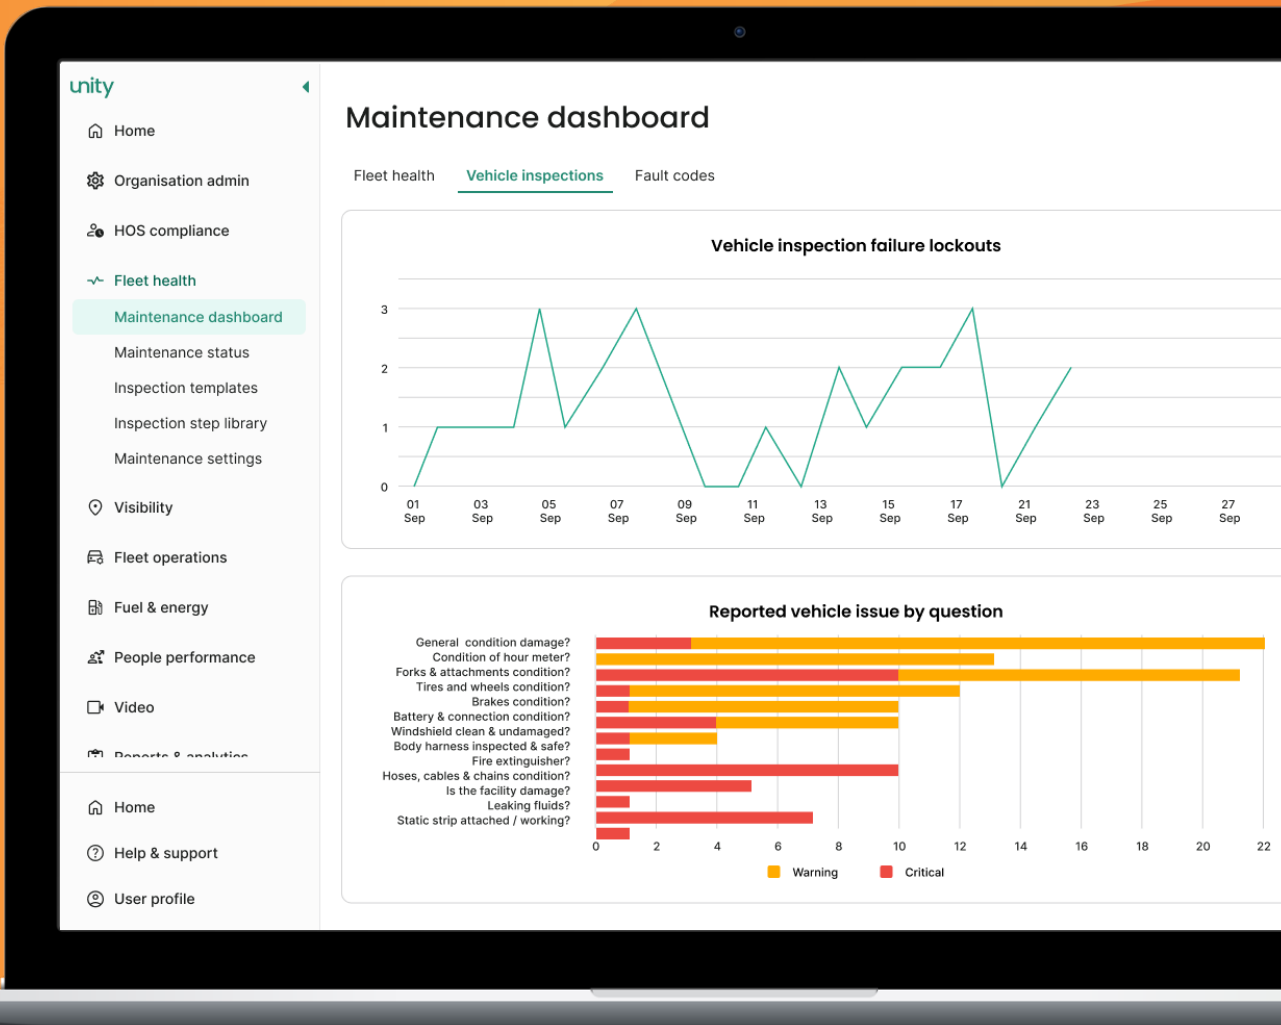 unity
Home
Organisation admin
HOS compliance
Fleet health
Maintenance dashboard
Maintenance status
Inspection templates
Inspection step library
Maintenance settings
Visibility
Fleet operations
Fuel & energy
People performance
Video
Reports & analytics
Home
Help & support
User profile
Maintenance dashboard
Fleet health Vehicle inspections Fault codes
Vehicle inspection failure lockouts
3
2
1
0
01 03 05 07 09 11 13 15 17 21 23 25 27
Sep Sep Sep Sep Sep Sep Sep Sep Sep Sep Sep Sep Sep
Reported vehicle issue by question
General condition damage?
Condition of hour meter?
Forks & attachments condition?
Tires and wheels condition?
Brakes condition?
Battery & connection condition?
Windshield clean & undamaged?
Body harness inspected & safe?
Fire extinguisher?
Hoses, cables & chains condition?
Is the facility damage?
Leaking fluids?
Static strip attached / working?
0 2 4 6 8 10 12 14 16 18 20 22
Warning Critical